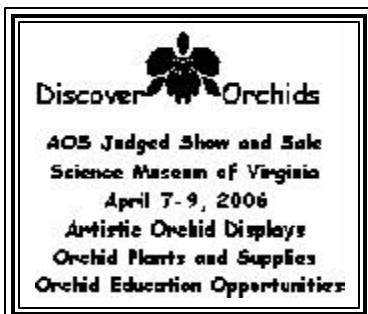 Discover Orchids
AOS Judged Show and Sale
Science Museum of Virginia
April 7-9, 2006
Artistic Orchid Displays
Orchid Plants and Supplies
Orchid Education Opportunities